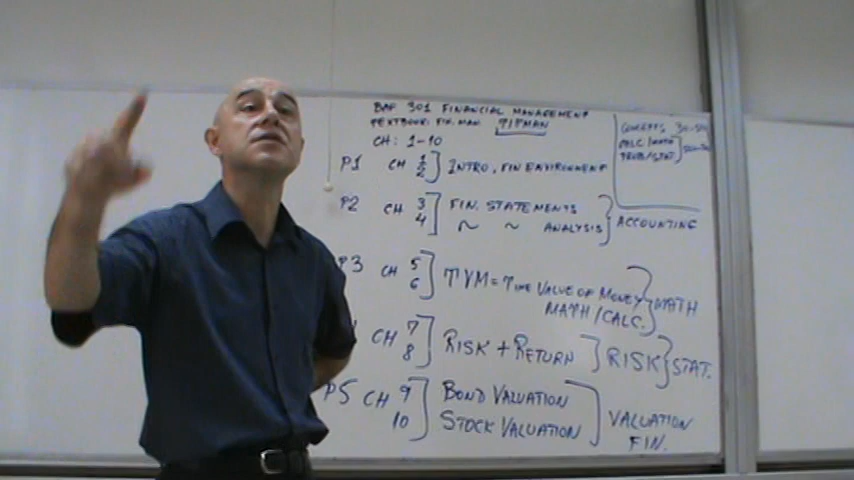 BAF 301 FINANCIAL MANAGEMENT
TEXTBOOK: FIN. MAN. TITMAN
CH: 1-10
P1 CH 1 2 INTRO, FIN ENVIRONMENT
P2 CH 3 4 FIN. STATEMENTS
~ ~ ANALYSIS ACCOUNTING
P3 CH 5 6 TVM = TIME VALUE OF MONEY
MATH/CALC. MATH
CH 7 8 RISK + RETURN RISK STAT.
P5 CH 9 BOND VALUATION
10 STOCK VALUATION VALUATION
FIN.
CONCEPTS
CALC/MATH